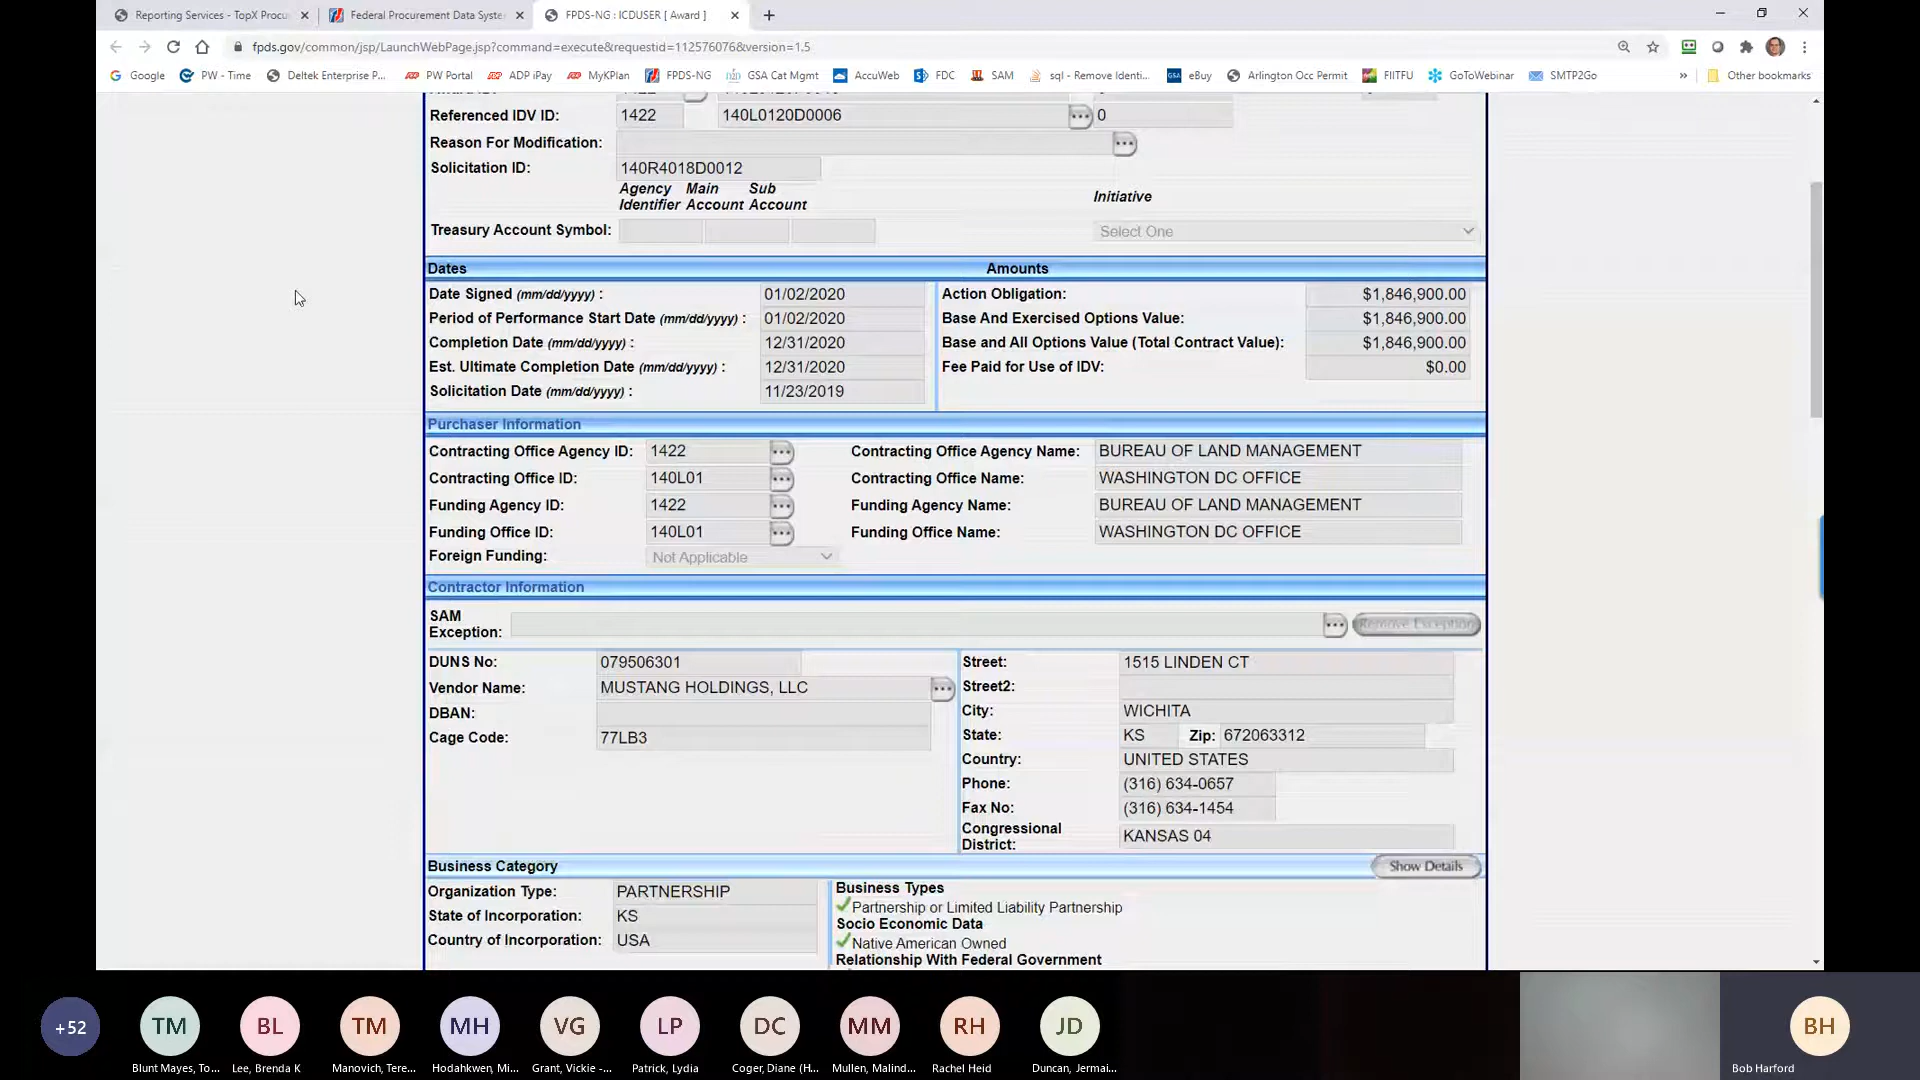 Reporting Services - TopX Procu
Federal Procurement Data Syste
FPDS-NG : ICDUSER [ Award ]
fpds.gov/common/jsp/LaunchWebPage.jsp?command=execute&requestid=112576076&version=1.5
Google PW - Time Deltek Enterprise P... PW Portal ADP iPay MyKPlan FPDS-NG GSA Cat Mgmt AccuWeb FDC SAM sql - Remove Identi... eBuy Arlington Occ Permit FIITFU GoToWebinar SMTP2Go » Other bookmarks
Referenced IDV ID: 1422 140L0120D0006 0
Reason For Modification:
Solicitation ID: 140R4018D0012
Agency Main Sub
Identifier Account Account
Initiative
Treasury Account Symbol: Select One
Dates Amounts
Date Signed (mm/dd/yyyy) : 01/02/2020 Action Obligation: $1,846,900.00
Period of Performance Start Date (mm/dd/yyyy) : 01/02/2020 Base And Exercised Options Value: $1,846,900.00
Completion Date (mm/dd/yyyy) : 12/31/2020 Base and All Options Value (Total Contract Value): $1,846,900.00
Est. Ultimate Completion Date (mm/dd/yyyy) : 12/31/2020 Fee Paid for Use of IDV: $0.00
Solicitation Date (mm/dd/yyyy) : 11/23/2019
Purchaser Information
Contracting Office Agency ID: 1422 Contracting Office Agency Name: BUREAU OF LAND MANAGEMENT
Contracting Office ID: 140L01 Contracting Office Name: WASHINGTON DC OFFICE
Funding Agency ID: 1422 Funding Agency Name: BUREAU OF LAND MANAGEMENT
Funding Office ID: 140L01 Funding Office Name: WASHINGTON DC OFFICE
Foreign Funding: Not Applicable
Contractor Information
SAM
Exception: Remove Exception
DUNS No: 079506301 Street: 1515 LINDEN CT
Vendor Name: MUSTANG HOLDINGS, LLC Street2:
DBAN: City: WICHITA
Cage Code: 77LB3 State: KS Zip: 672063312
Country: UNITED STATES
Phone: (316) 634-0657
Fax No: (316) 634-1454
Congressional
District: KANSAS 04
Business Category Show Details
Organization Type: PARTNERSHIP Business Types
Partnership or Limited Liability Partnership
State of Incorporation: KS Socio Economic Data
Country of Incorporation: USA Native American Owned
Relationship With Federal Government
+52 TM BL TM MH VG LP DC MM RH JD BH
Blunt Mayes, To... Lee, Brenda K Manovich, Tere... Hodahkwen, Mi... Grant, Vickie -... Patrick, Lydia Coger, Diane (H... Mullen, Malind... Rachel Heid Duncan, Jermai... Bob Harford